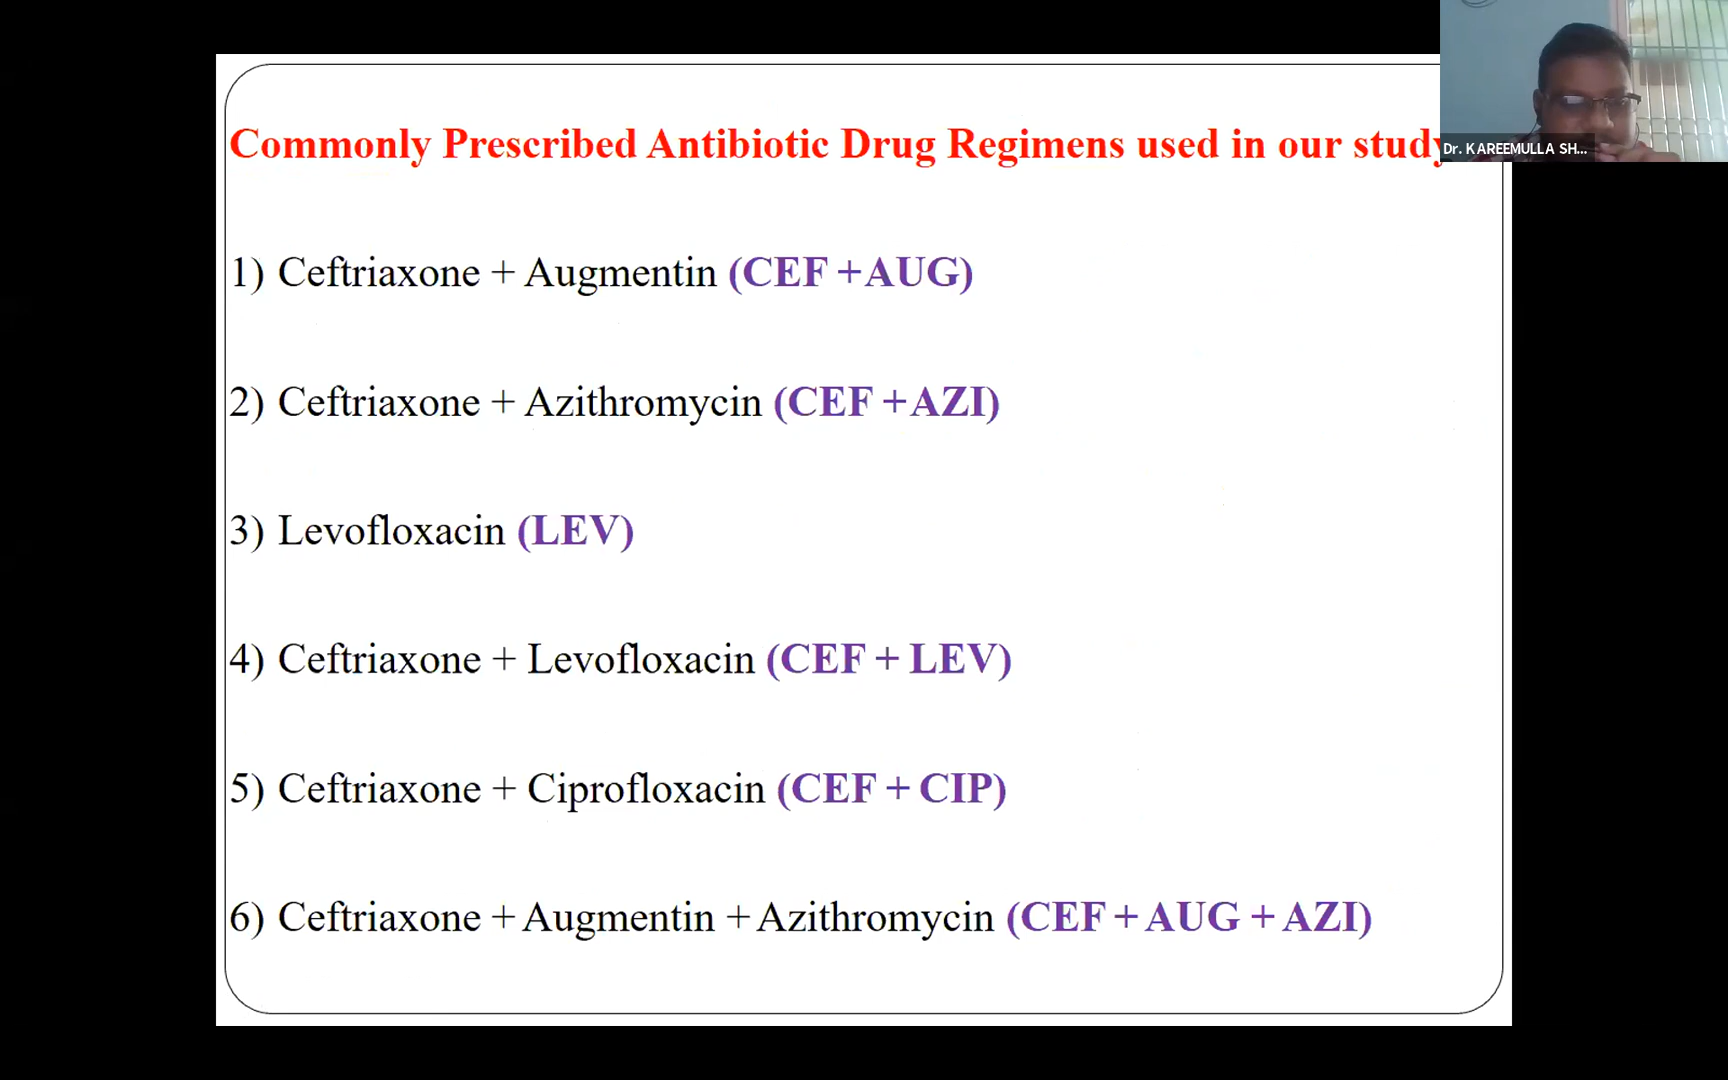 Commonly Prescribed Antibiotic Drug Regimens used in our study
Dr. KAREEMULLA SH...
1) Ceftriaxone + Augmentin (CEF +AUG)
2) Ceftriaxone + Azithromycin (CEF +AZI)
3) Levofloxacin (LEV)
4) Ceftriaxone + Levofloxacin (CEF + LEV)
5) Ceftriaxone + Ciprofloxacin (CEF + CIP)
6) Ceftriaxone + Augmentin + Azithromycin (CEF + AUG + AZI)